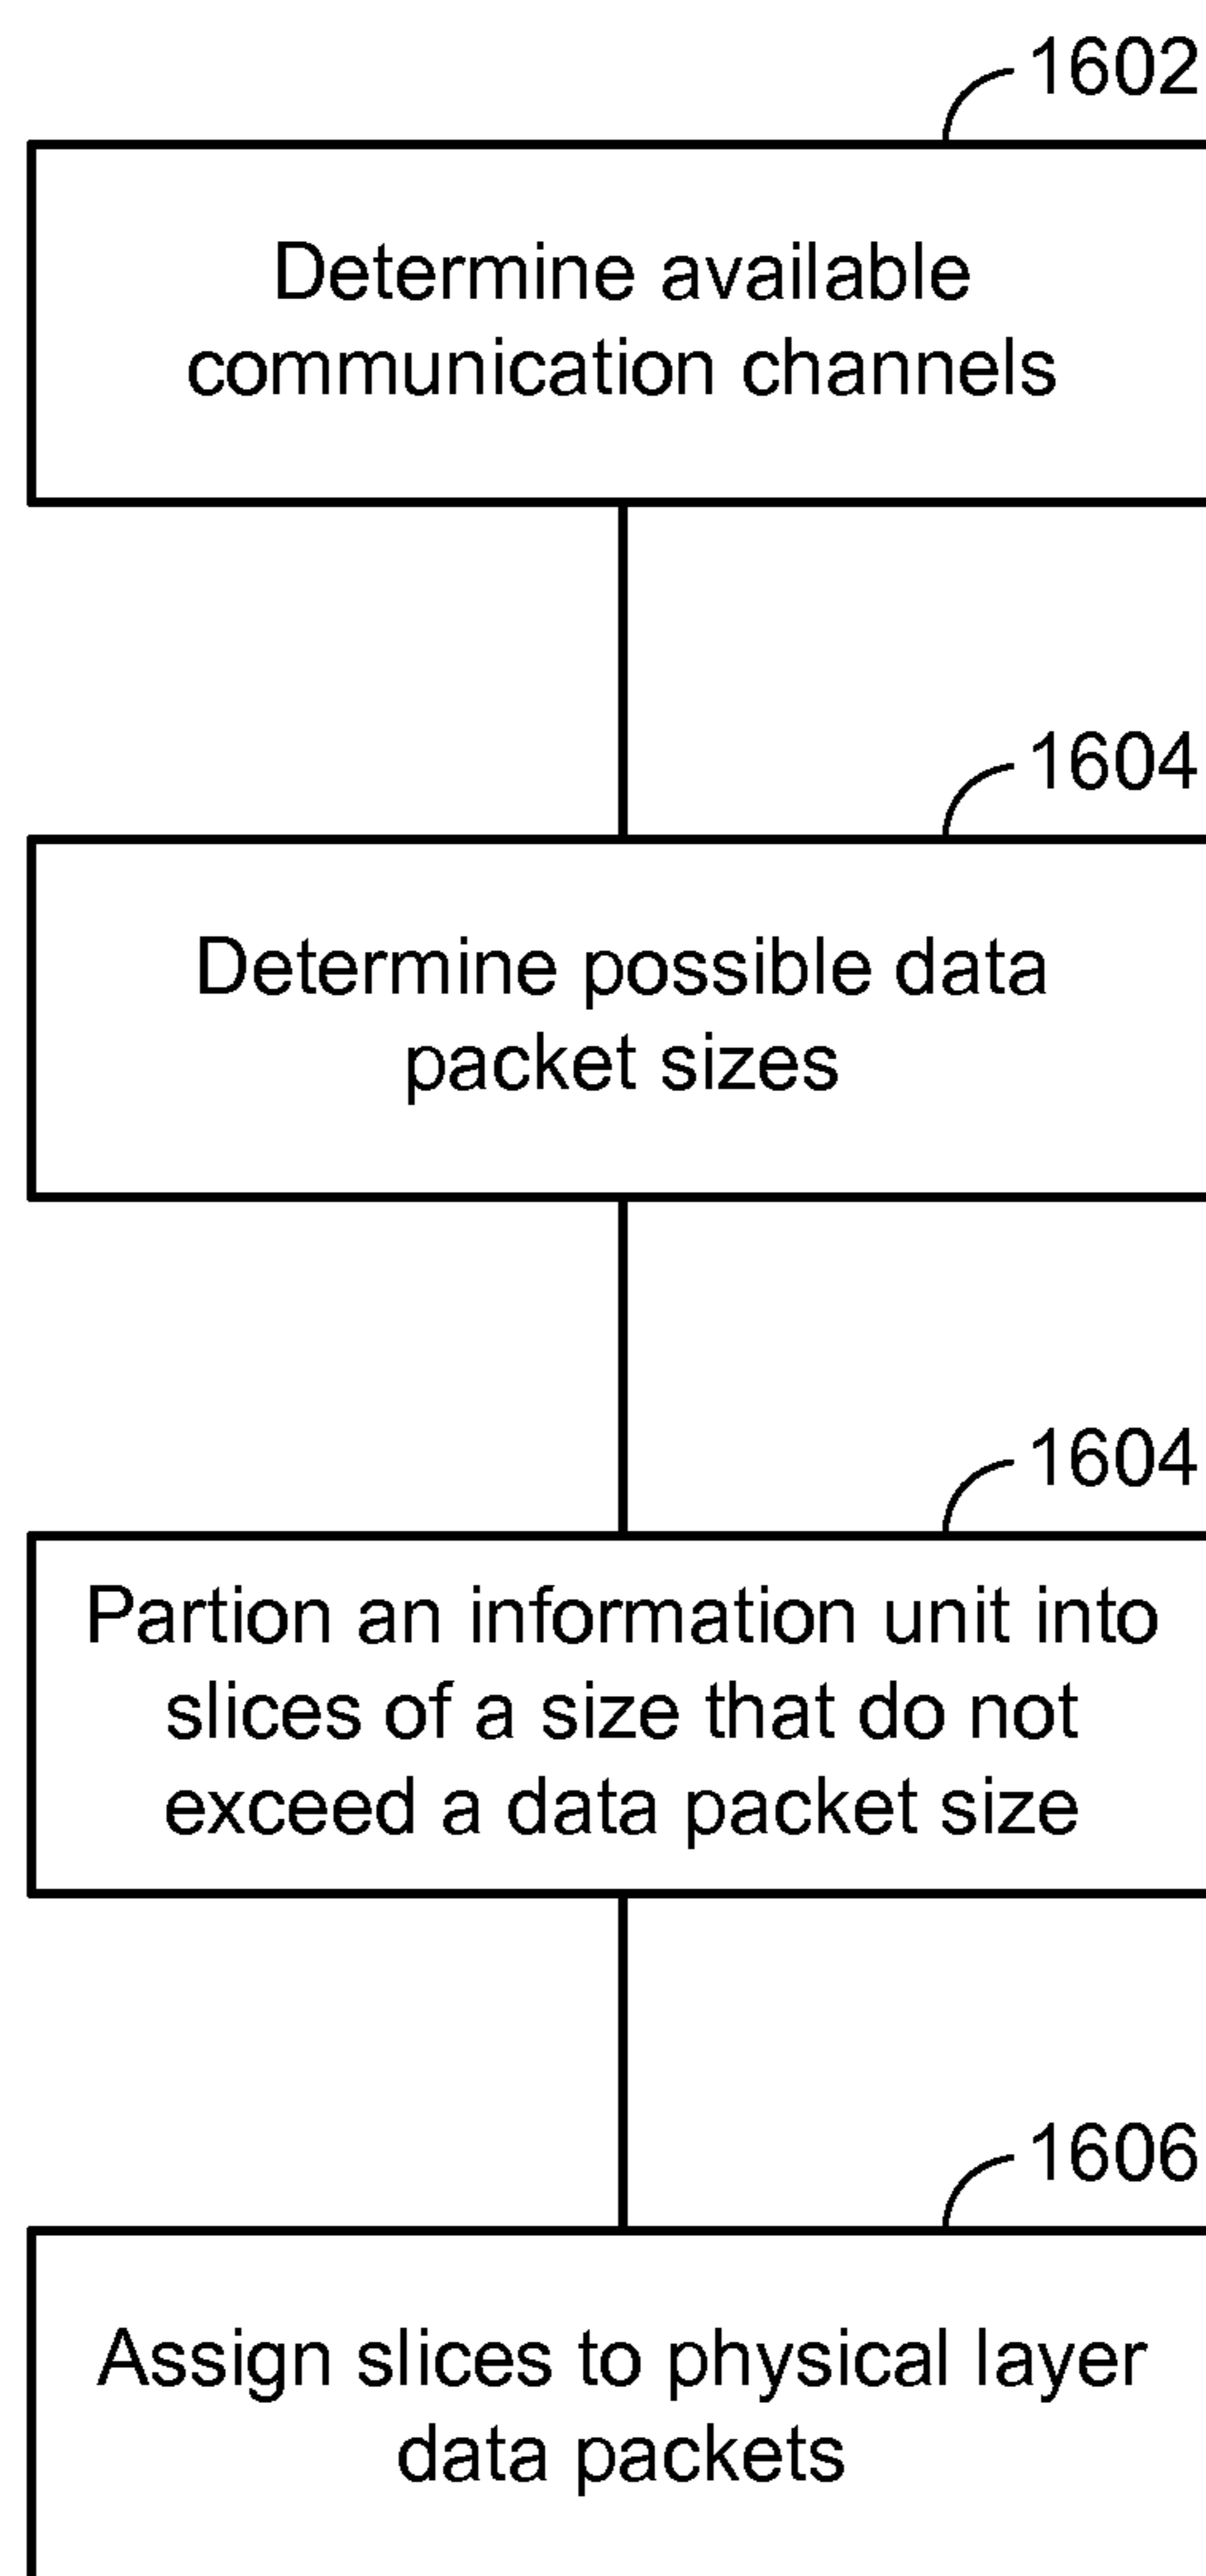 1602
Determine available
communication channels
1604
Determine possible data
packet sizes
1604
Partion an information unit into
slices of a size that do not
exceed a data packet size
1606
Assign slices to physical layer
data packets